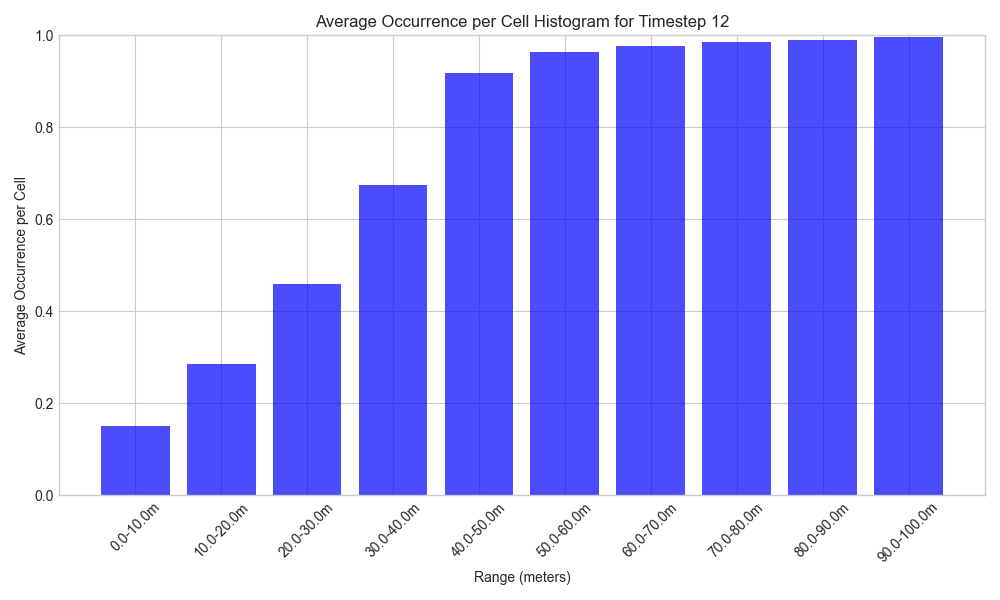 Average Occurrence per Cell Histogram for Timestep 12
Average Occurrence per Cell
1.0
0.8
0.6
0.4
0.2
0.0
0.0-10.0m
10.0-20.0m
20.0-30.0m
30.0-40.0m
40.0-50.0m
50.0-60.0m
60.0-70.0m
70.0-80.0m
80.0-90.0m
90.0-100.0m
Range (meters)